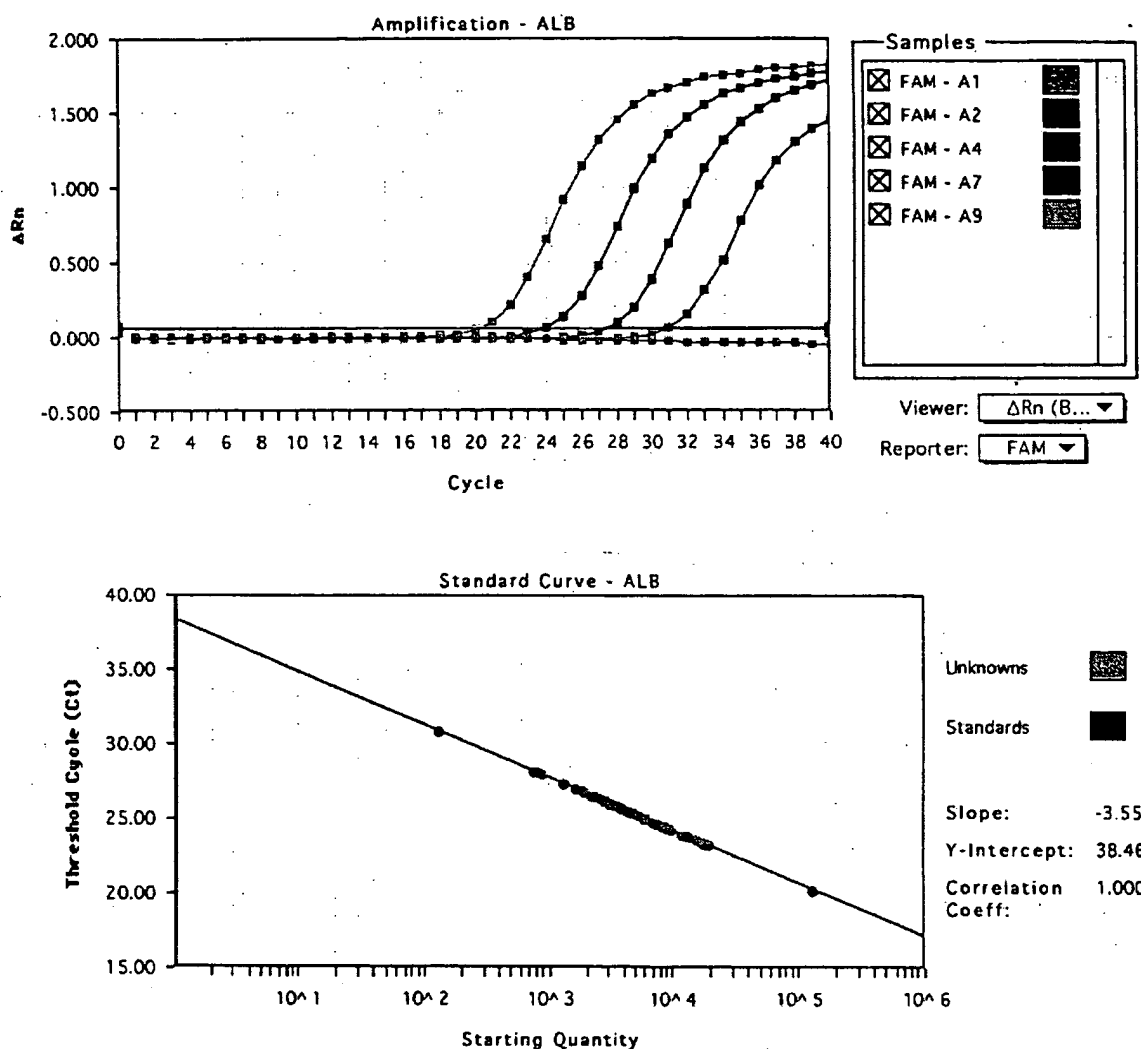 Amplification - ALB
2.000
1.500
1.000
0.500
0.000
-0.500
ΔRn
0 2 4 6 8 10 12 14 16 18 20 22 24 26 28 30 32 34 36 38 40
Cycle
Samples
FAM - A1
FAM - A2
FAM - A4
FAM - A7
FAM - A9
Viewer: ΔRn (B... ▼
Reporter: FAM ▼
Standard Curve - ALB
40.00
35.00
30.00
25.00
20.00
15.00
Threshold Cycle (Ct)
10^1 10^2 10^3 10^4 10^5 10^6
Starting Quantity
Unknowns
Standards
Slope: -3.55
Y-Intercept: 38.46
Correlation 1.000
Coeff: